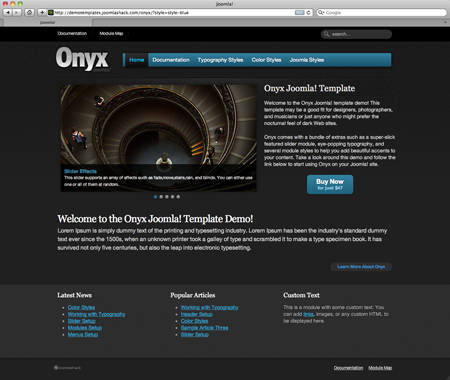 Joomla!
http://demotemplates.joomlashack.com/onyx/?style=style-blue
Joomla!
Documentation Module Map
search...
Onyx
Joomla!
Home Documentation Typography Styles Color Styles Joomla Styles
Slider Effects
This slider supports an array of effects such as fade, move, stairs, rain, and blinds. You can either use
one or all of them at random.
Onyx Joomla! Template
Welcome to the Onyx Joomla! template demo! This
template may be a good fit for designers, photographers,
and musicians or just anyone who might prefer the
nocturnal feel of dark Web sites.
Onyx comes with a bundle of extras such as a super-slick
featured slider module, eye-popping typography, and
several module styles to help you add beautiful accents to
your content. Take a look around this demo and follow the
link below to start using Onyx on your Joomla! site.
Buy Now
for just $47
Welcome to the Onyx Joomla! Template Demo!
Lorem Ipsum is simply dummy text of the printing and typesetting industry. Lorem Ipsum has been the industry's standard dummy
text ever since the 1500s, when an unknown printer took a galley of type and scrambled it to make a type specimen book. It has
survived not only five centuries, but also the leap into electronic typesetting.
Learn More About Onyx
Latest News
Color Styles
Working with Typography
Slider Setup
Modules Setup
Menus Setup
Popular Articles
Working with Typography
Header Setup
Color Styles
Sample Article Three
Slider Setup
Custom Text
This is a module with some custom text. You
can add links, images, or any custom HTML to
be displayed here.
joomlashack
Documentation Module Map